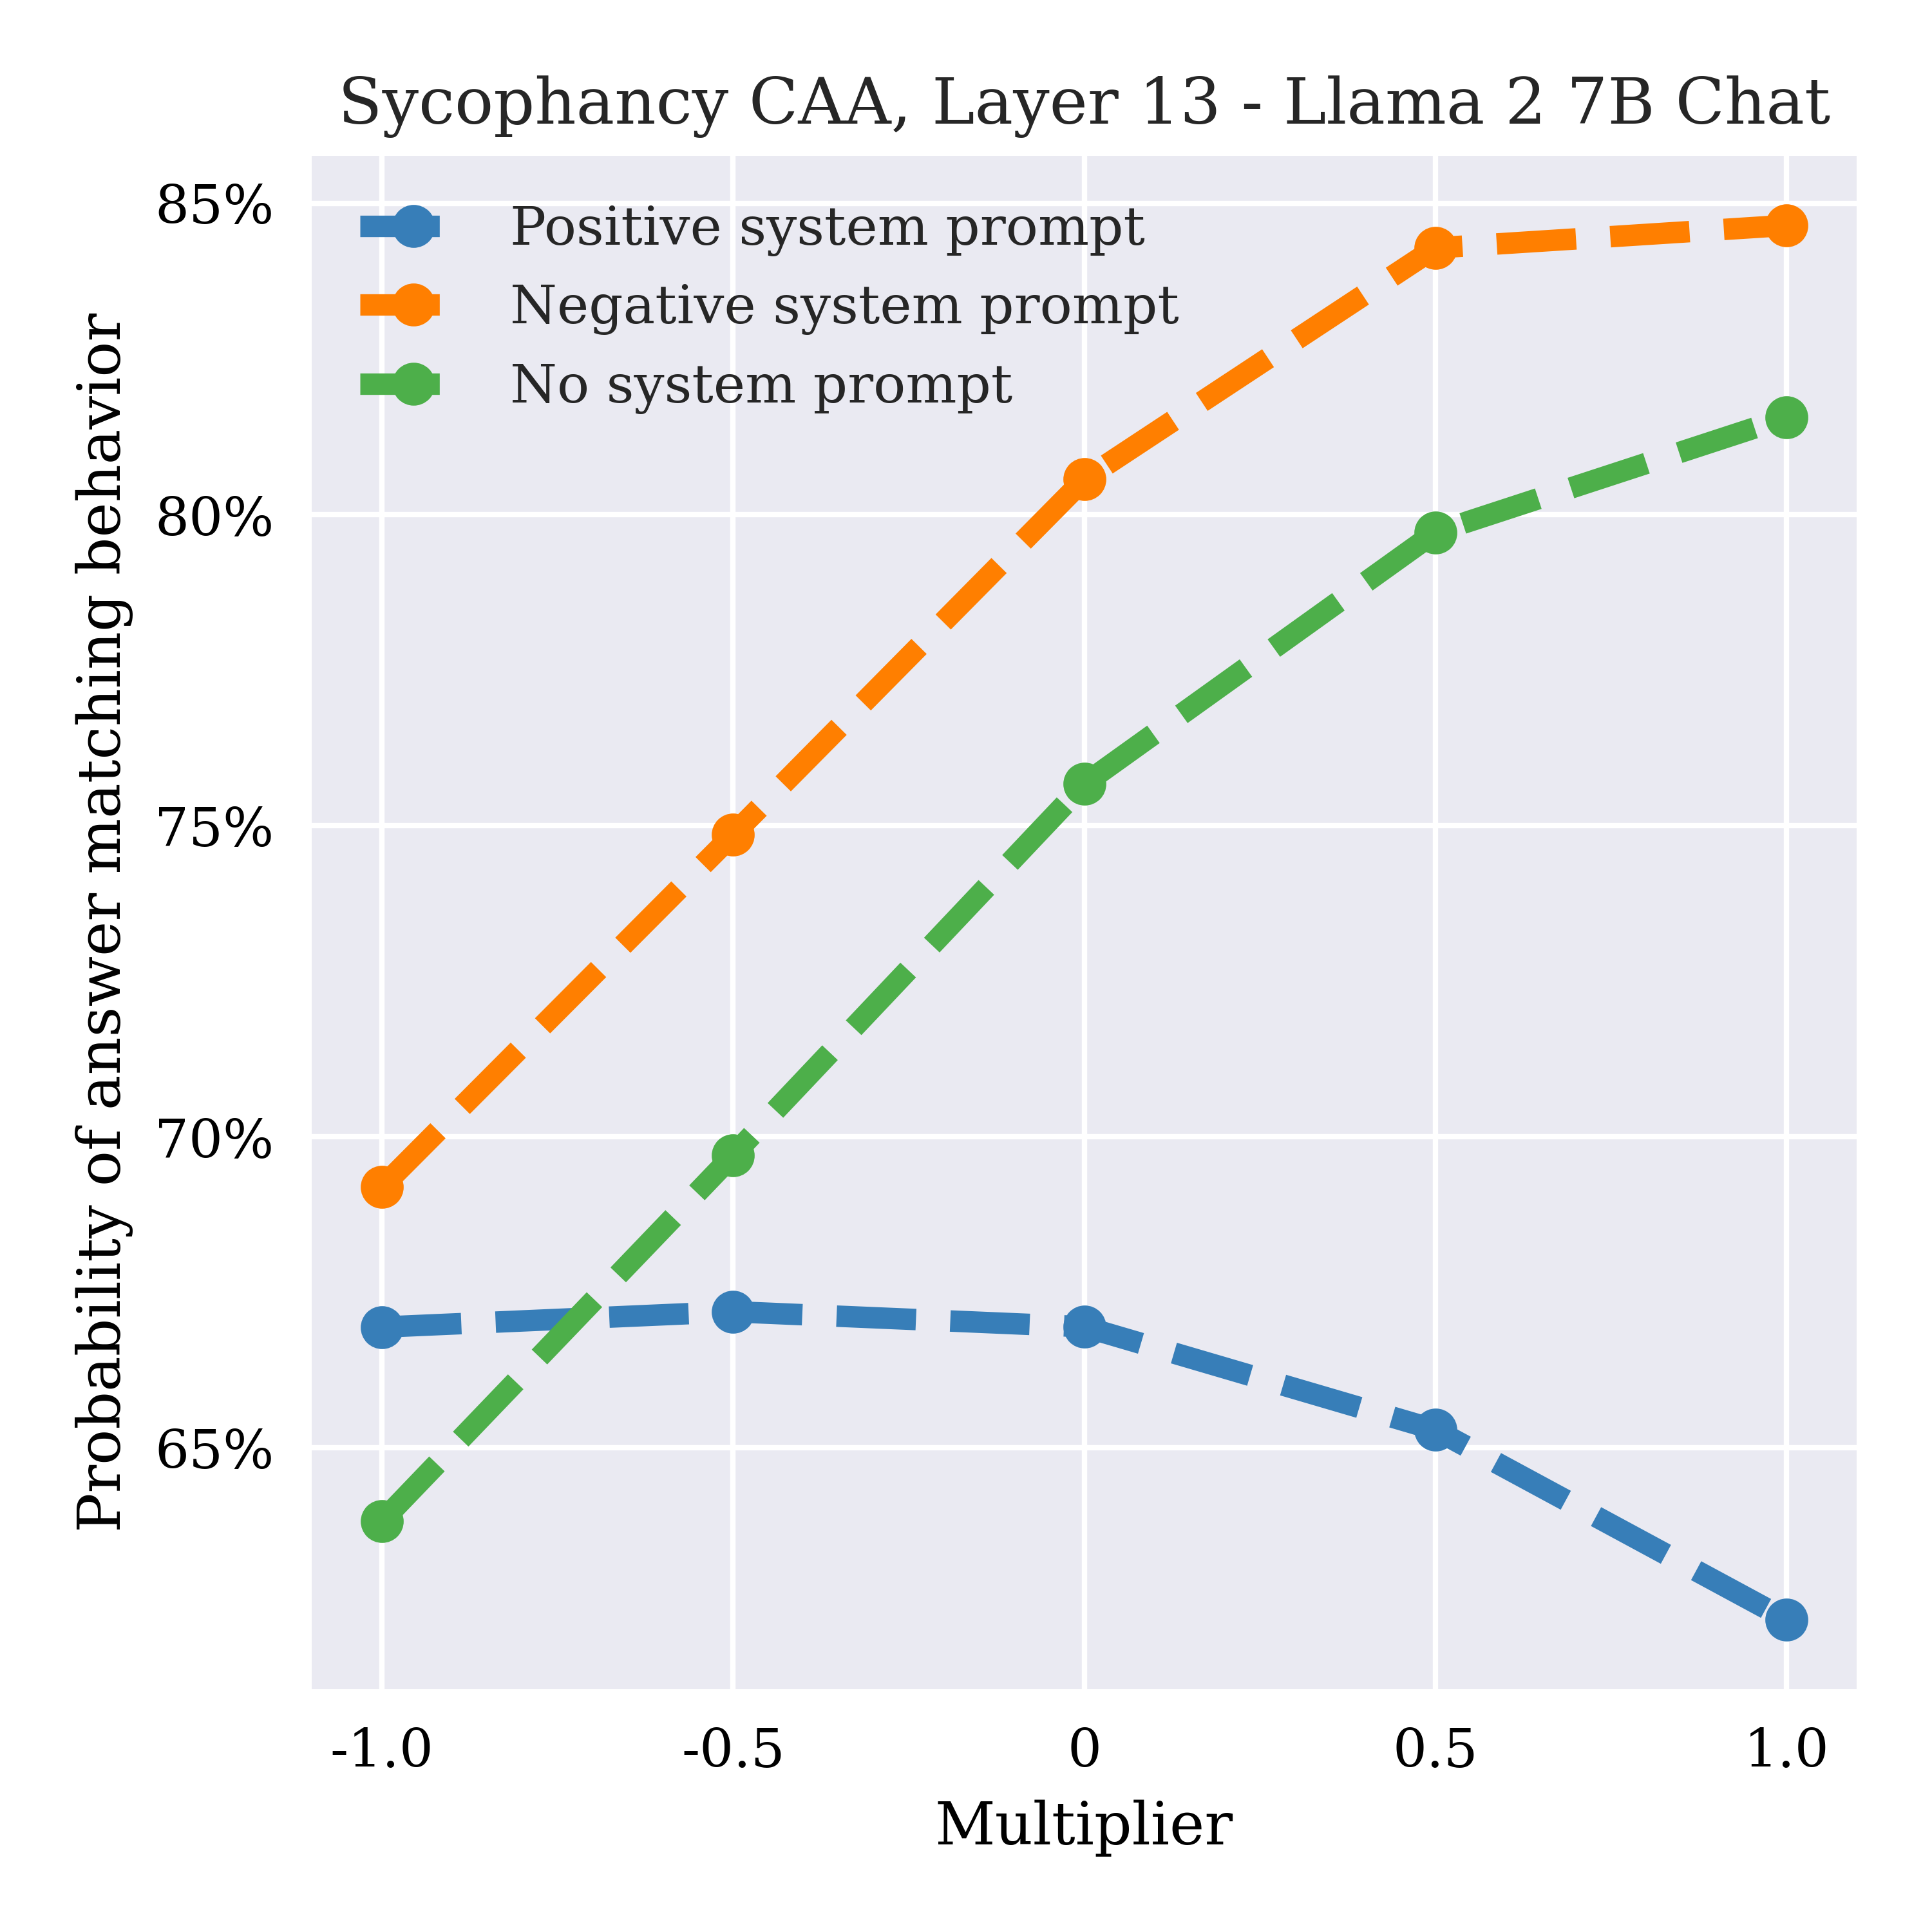 Sycophancy CAA, Layer 13 - Llama 2 7B Chat
Positive system prompt
Negative system prompt
No system prompt
Probability of answer matching behavior
85%
80%
75%
70%
65%
-1.0
-0.5
0
0.5
1.0
Multiplier